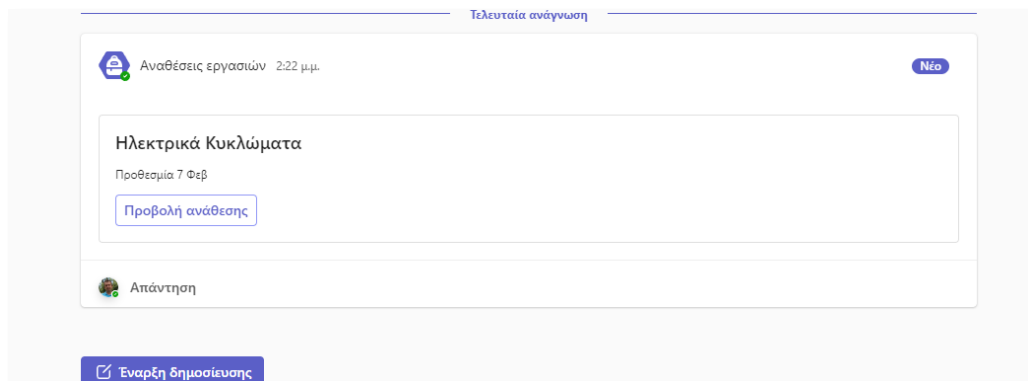 Τελευταία ανάγνωση
Αναθέσεις εργασιών 2:22 μ.μ.
Νέο
Ηλεκτρικά Κυκλώματα
Προθεσμία 7 Φεβ
Προβολή ανάθεσης
Απάντηση
Έναρξη δημοσίευσης